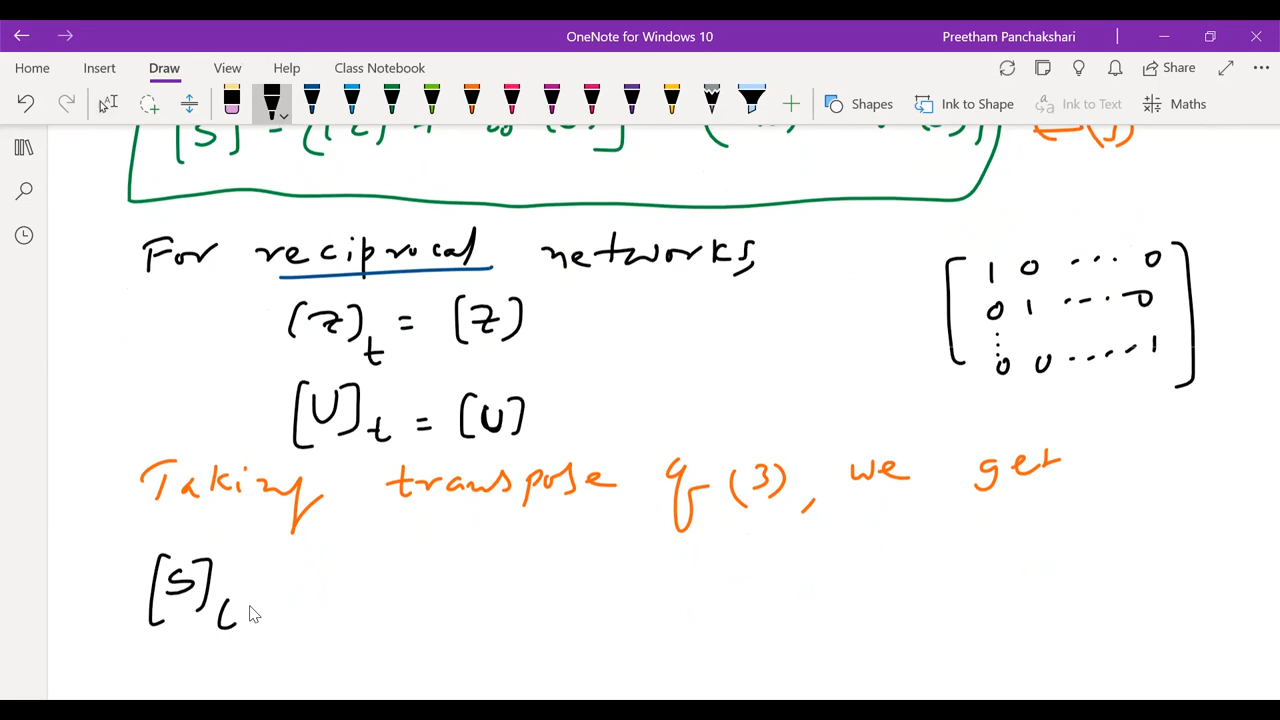 OneNote for Windows 10
Preetham Panchakshari
Home Insert Draw View Help Class Notebook
Share
Shapes Ink to Shape Ink to Text Maths
[S] =
For reciprocal networks,
[Z]t = [Z]
[U]t = [U]
1 0 ... 0
0 1 .... 0
⋮
0 0 ..... 1
Taking transpose of (3), we get
[S]